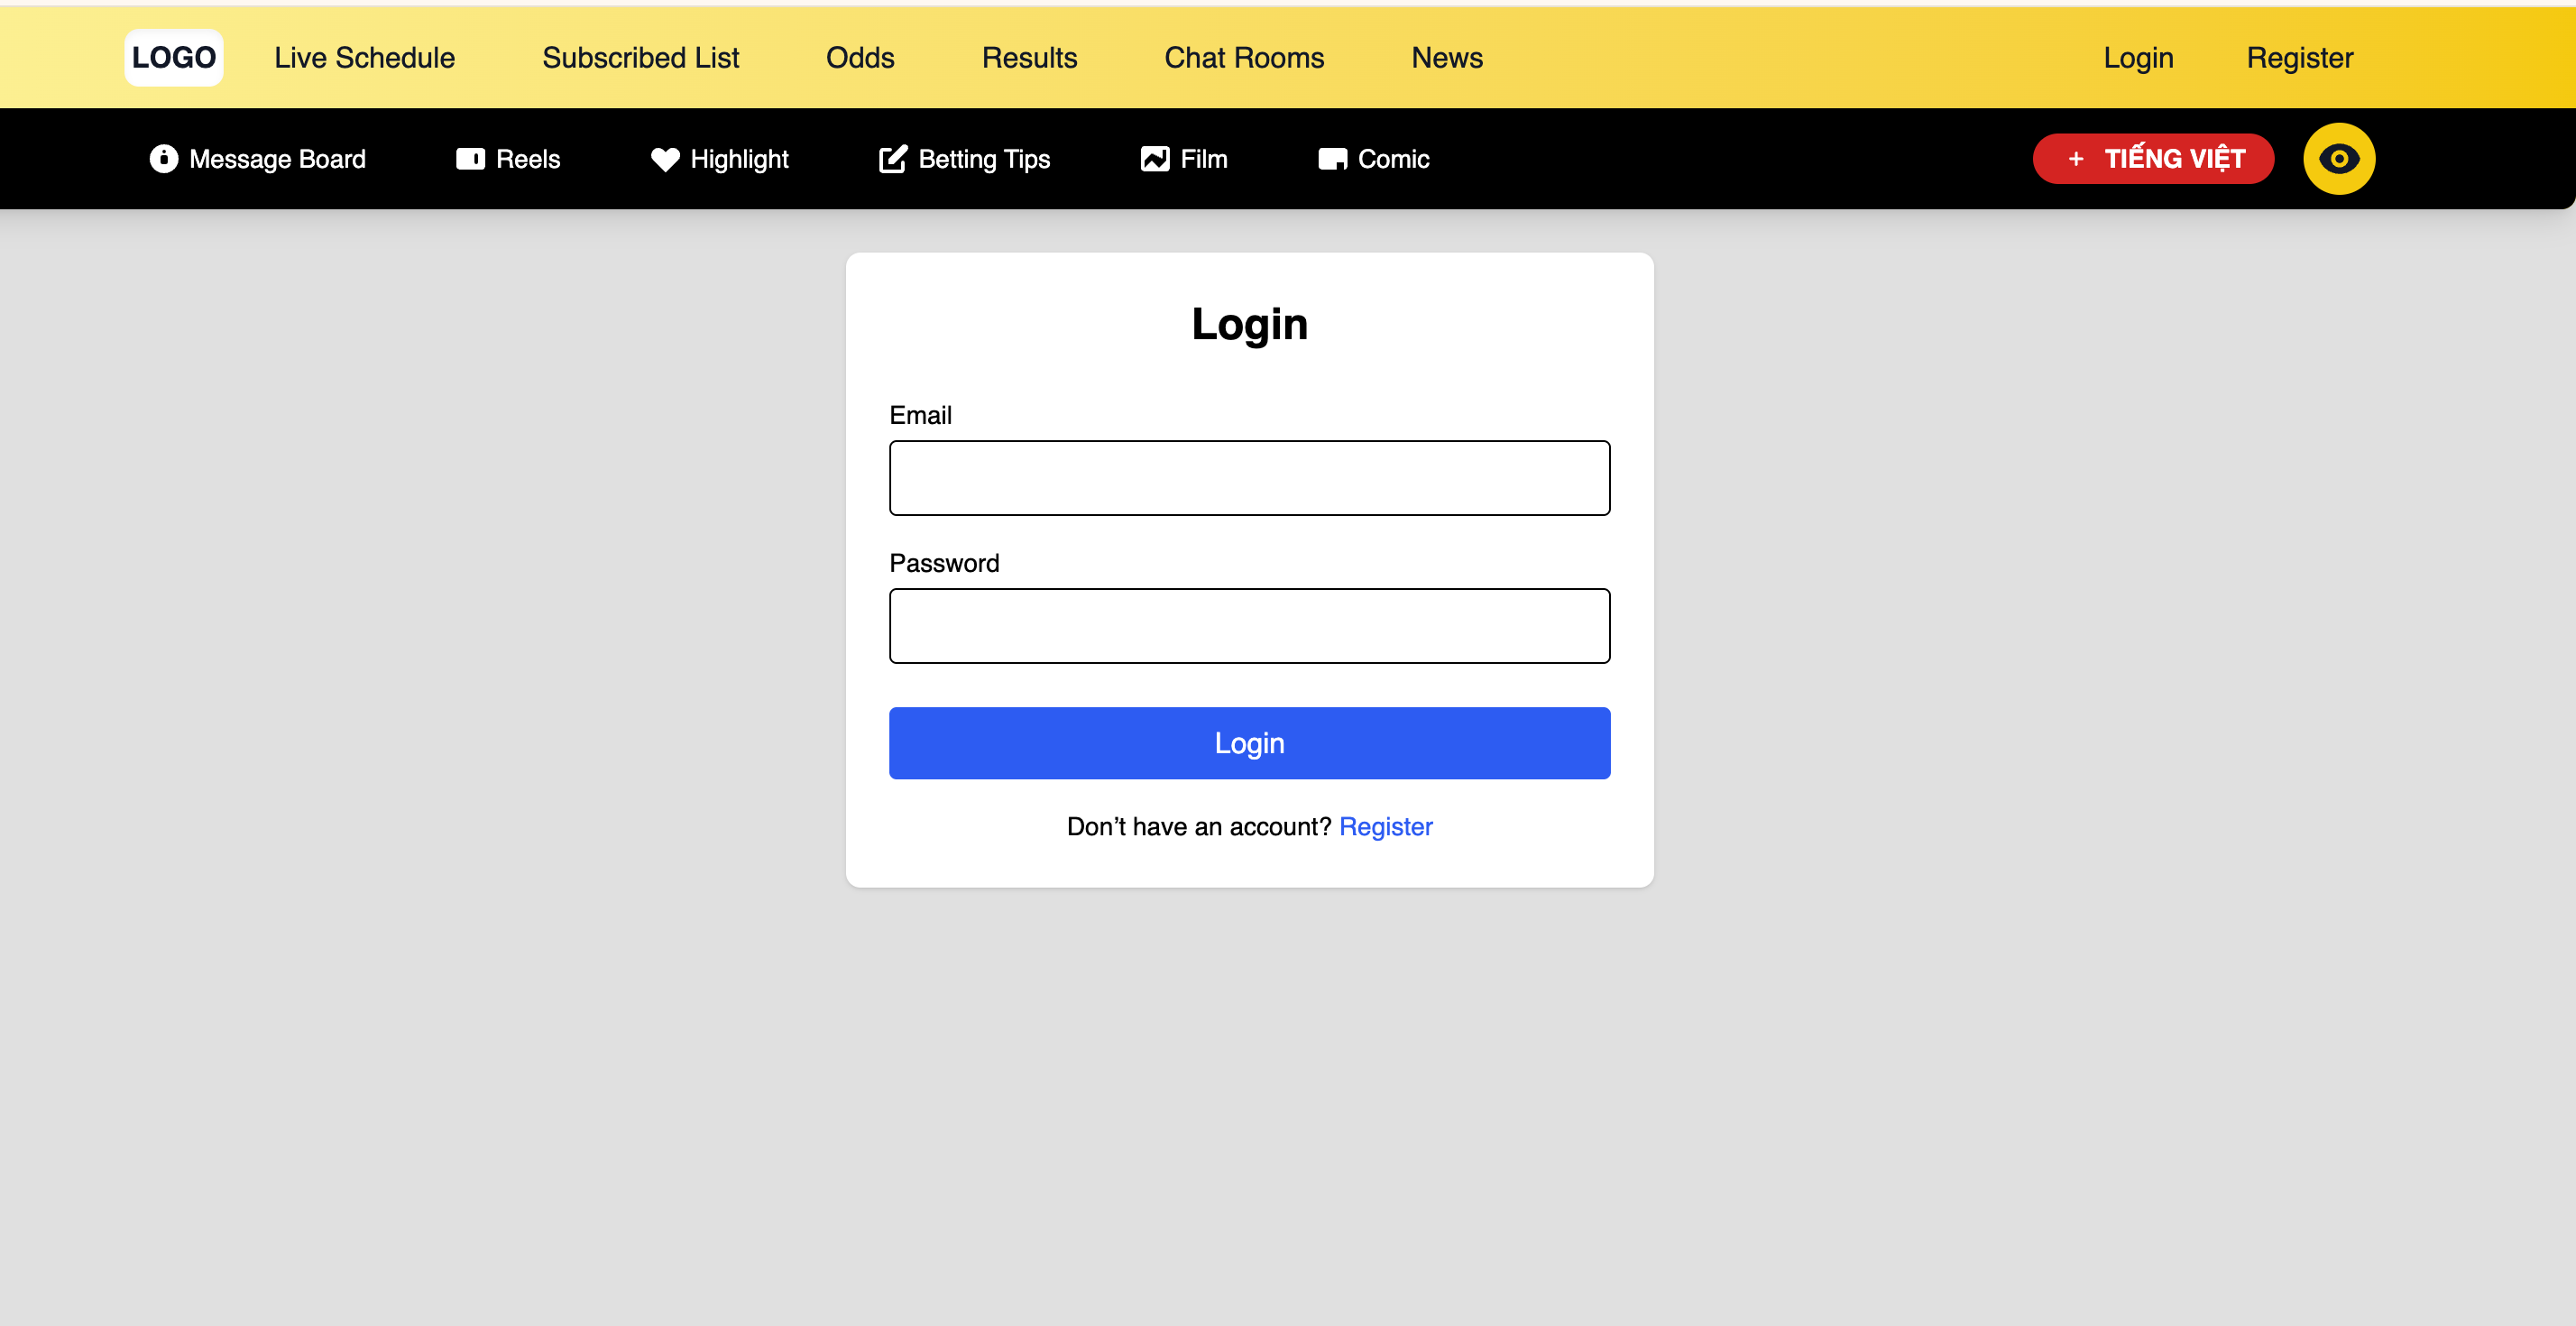 LOGO Live Schedule Subscribed List Odds Results Chat Rooms News Login Register
Message Board Reels Highlight Betting Tips Film Comic + TIẾNG VIỆT
Login
Email
Password
Login
Don’t have an account? Register